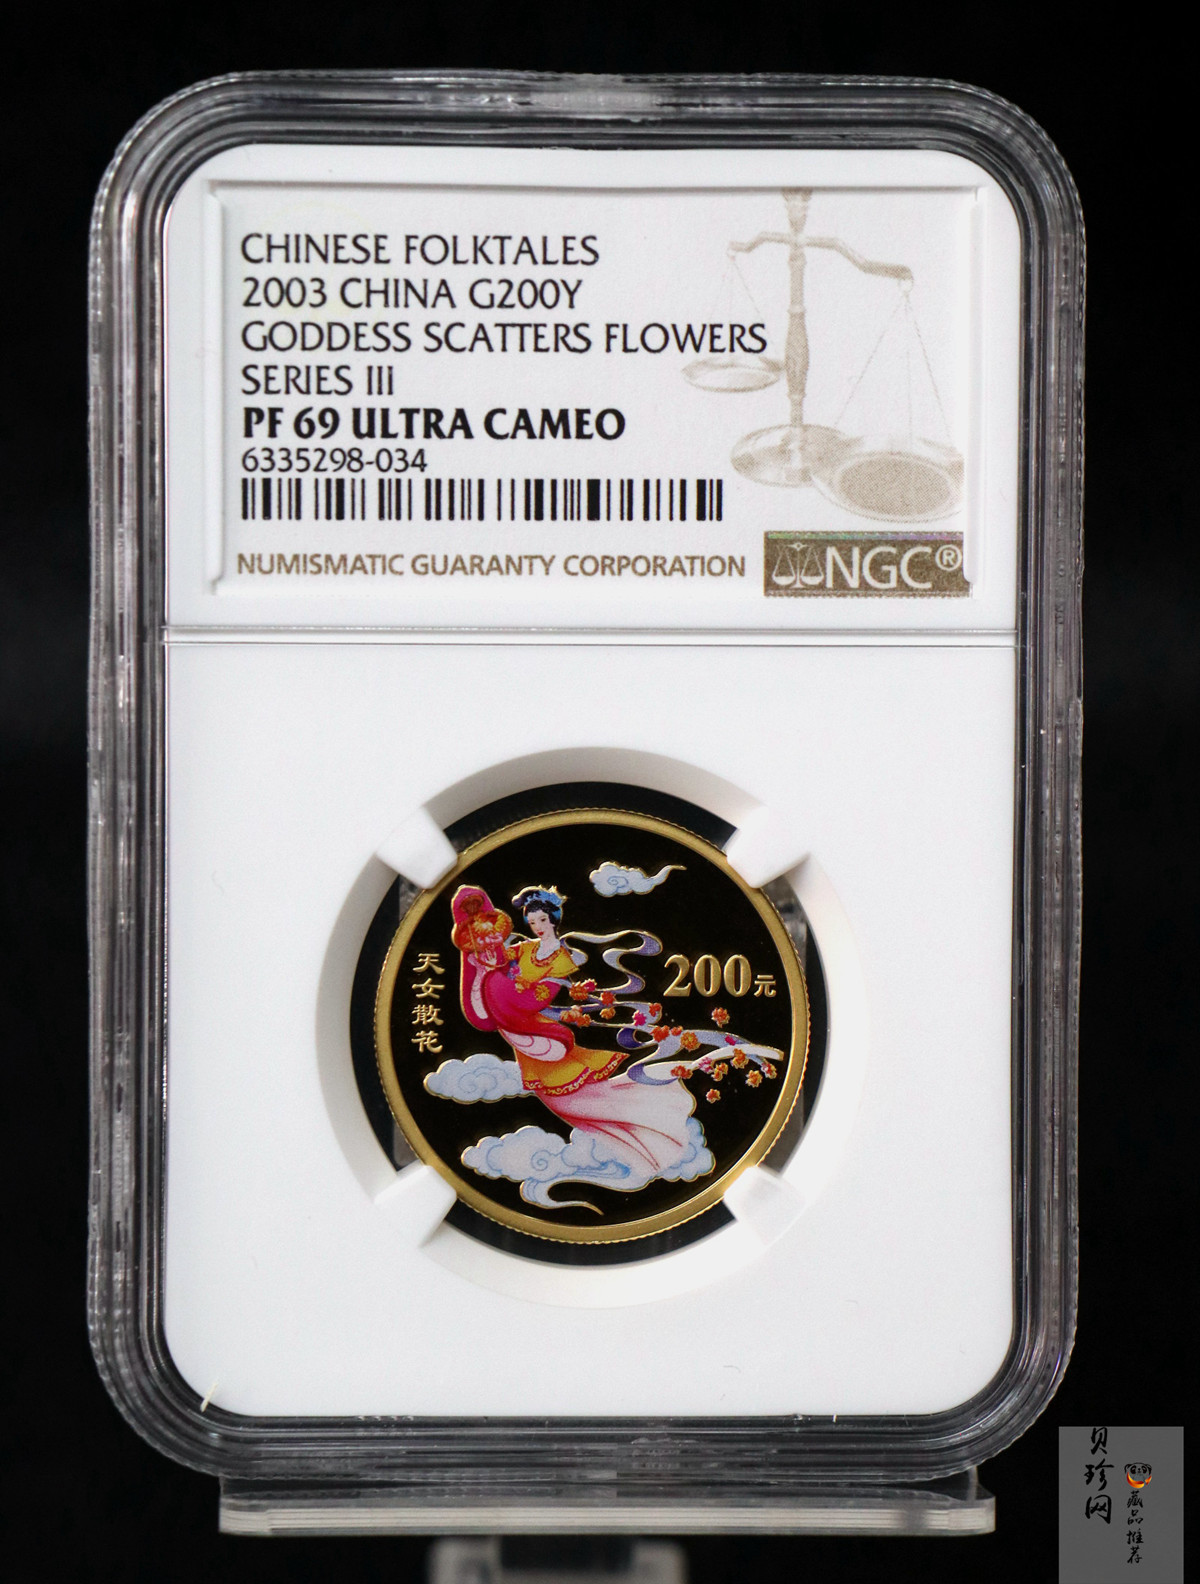 CHINESE FOLKTALES
2003 CHINA G200Y
GODDESS SCATTERS FLOWERS
SERIES III
PF 69 ULTRA CAMEO
6335298-034
NUMISMATIC GUARANTY CORPORATION
NGC®
天女散花
200元
贝珍网
藏品推荐